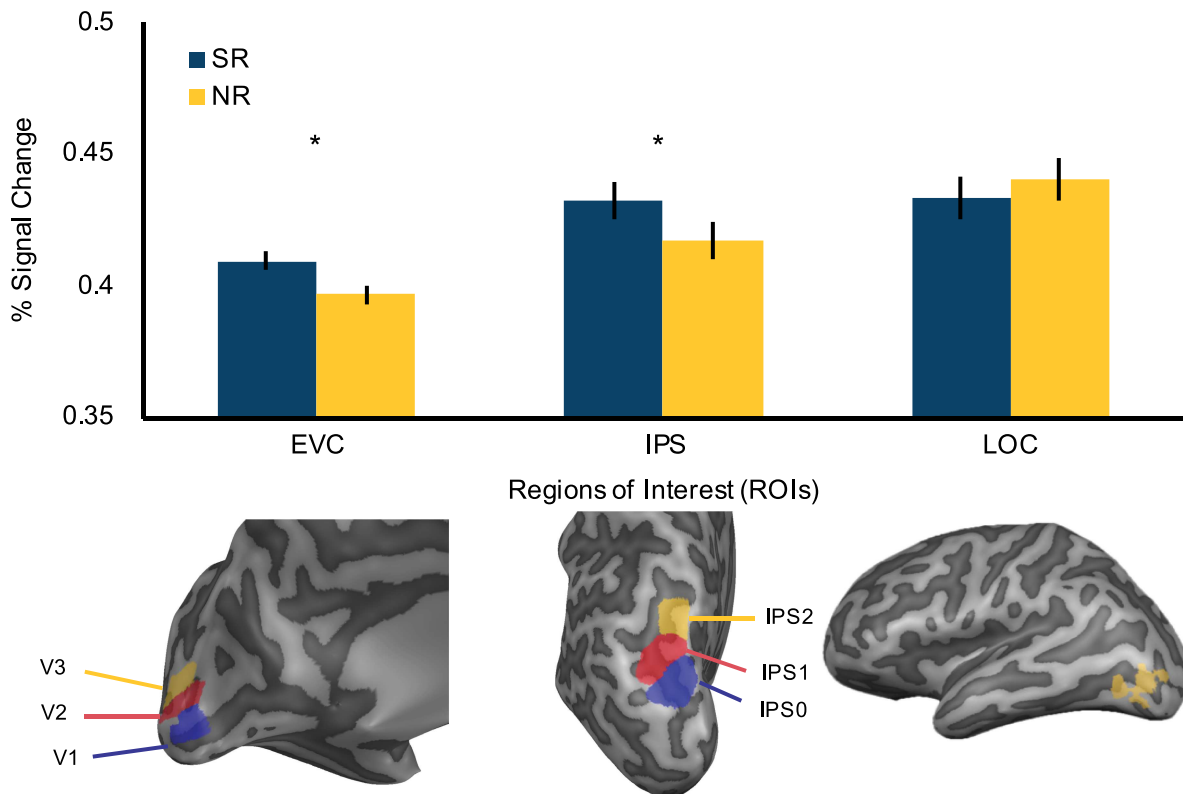 0.5
SR
NR
*
*
0.45
% Signal Change
0.4
0.35
EVC
IPS
LOC
Regions of Interest (ROIs)
IPS2
V3
IPS1
V2
IPS0
V1